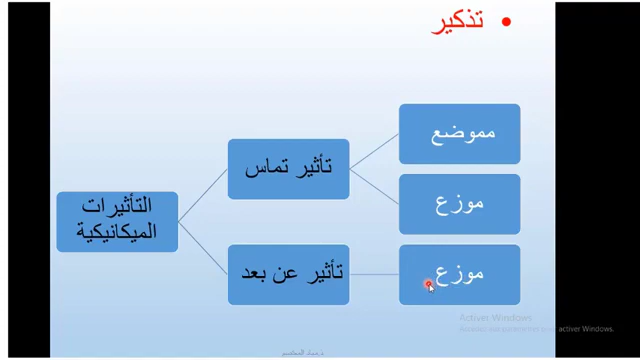 • تذكير
مموضع
تأثير تماس
موزع
التأثيرات
الميكانيكية
تأثير عن بعد
موزع
Activer Windows